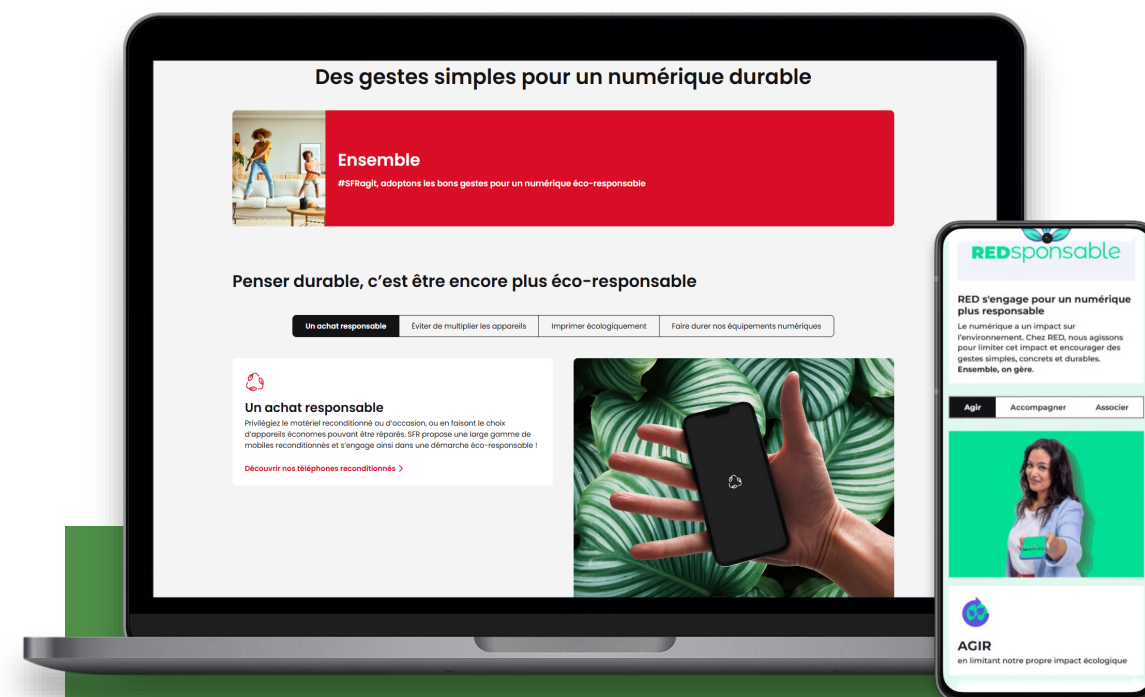 Des gestes simples pour un numérique durable
Ensemble
#SFRagit, adoptons les bons gestes pour un numérique éco-responsable
Penser durable, c’est être encore plus éco-responsable
Un achat responsable
Éviter de multiplier les appareils
Imprimer écologiquement
Faire durer nos équipements numériques
Un achat responsable
Privilégiez le matériel reconditionné ou d’occasion, ou en faisant le choix
d’appareils économes pouvant être réparés. SFR propose une large gamme de
mobiles reconditionnés et s’engage ainsi dans une démarche éco-responsable !
Découvrir nos téléphones reconditionnés >
REDsponsable
RED s'engage pour un numérique
plus responsable
Le numérique a un impact sur
l'environnement. Chez RED, nous agissons
pour limiter cet impact et encourager des
gestes simples, concrets et durables.
Ensemble, on gère.
Agir
Accompagner
Associer
AGIR
en limitant notre propre impact écologique